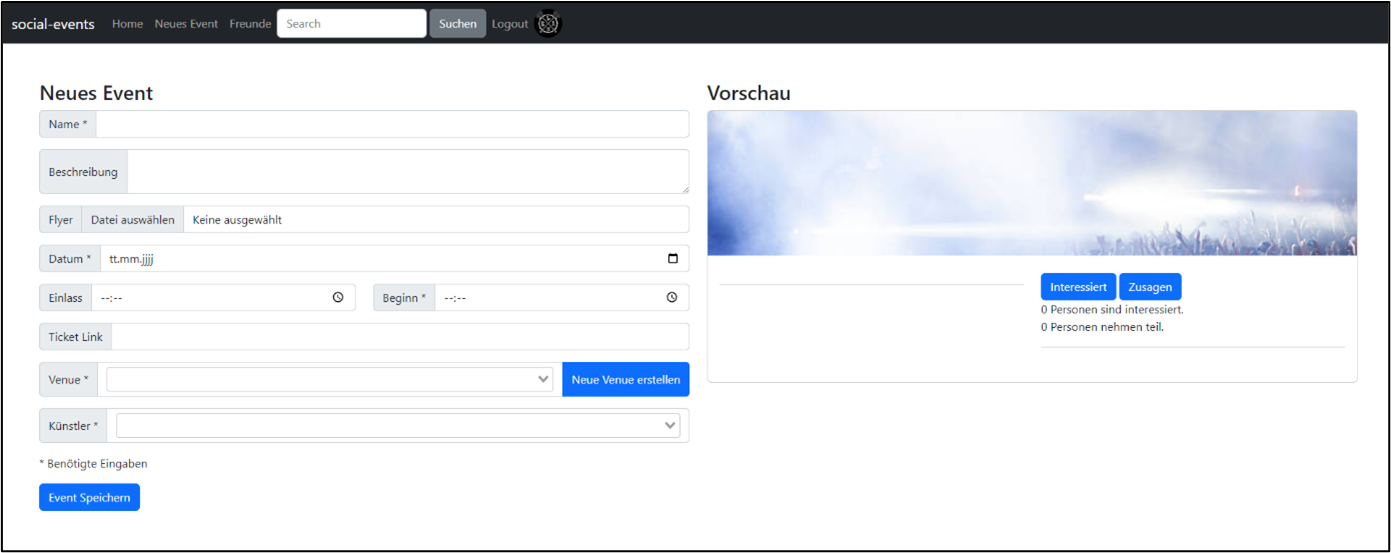 social-events Home Neues Event Freunde Search Suchen Logout
Neues Event
Name *
Beschreibung
Flyer Datei auswählen Keine ausgewählt
Datum * tt.mm.jjjj
Einlass --:-- Beginn * --:--
Ticket Link
Venue * Neue Venue erstellen
Künstler *
* Benötigte Eingaben
Event Speichern
Vorschau
Interessiert Zusagen
0 Personen sind interessiert.
0 Personen nehmen teil.